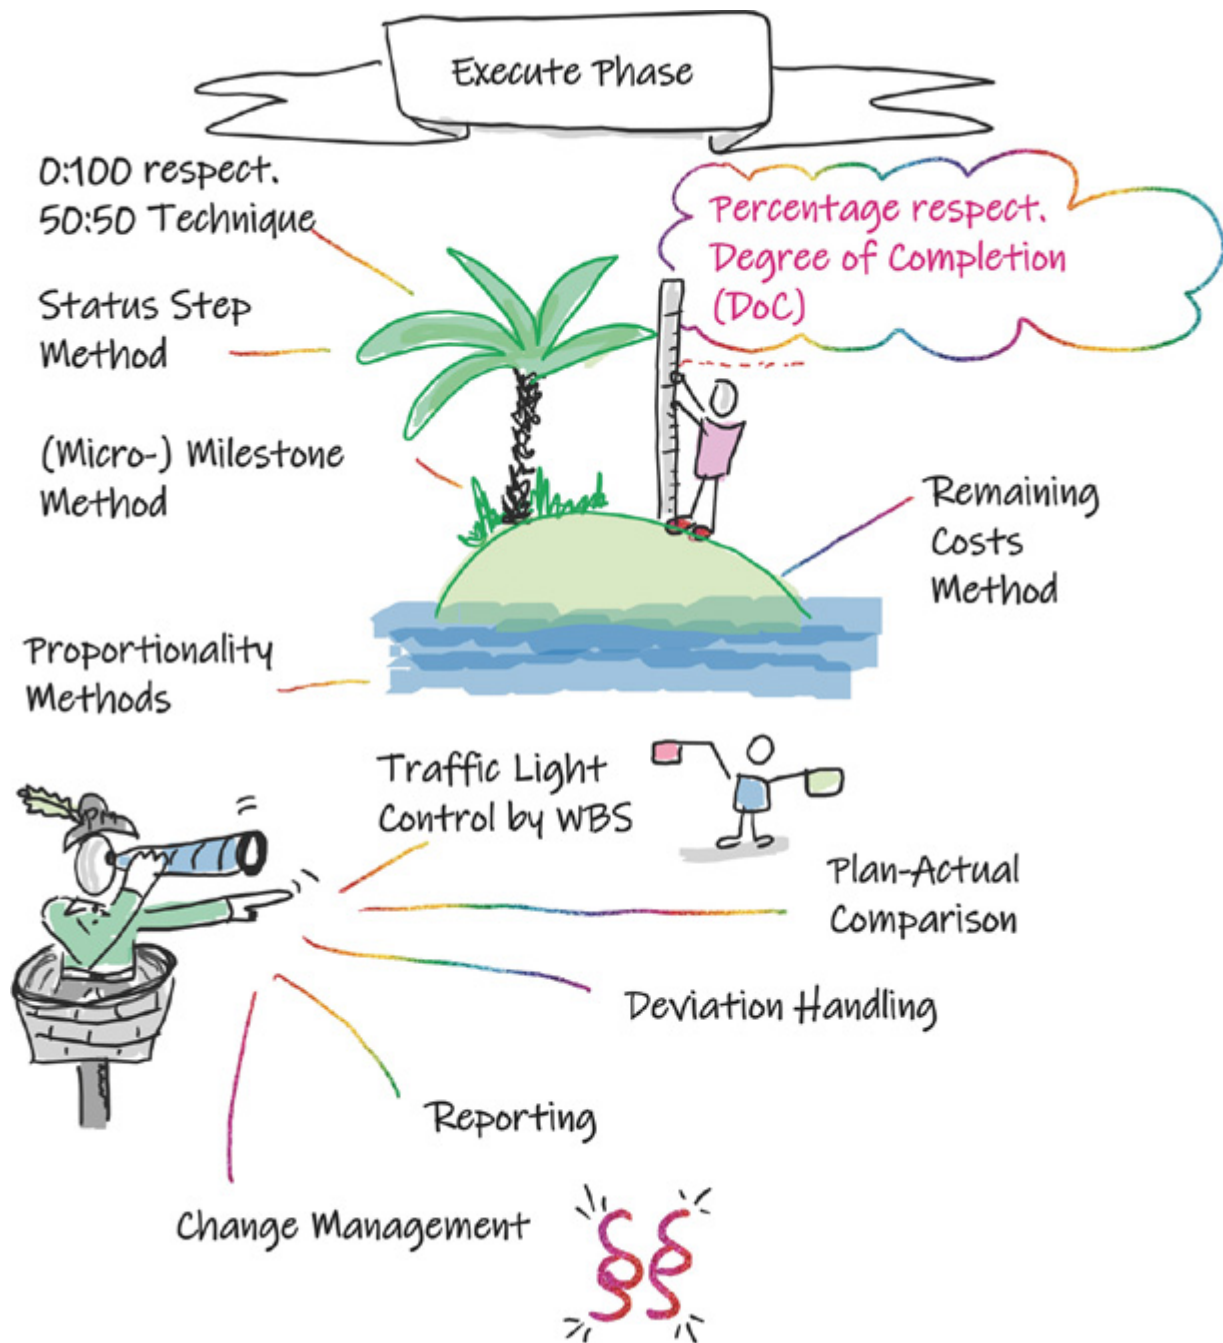 Execute Phase
0:100 respect.
50:50 Technique
Percentage respect.
Degree of Completion
(DoC)
Status Step
Method
(Micro-) Milestone
Method
Remaining
Costs
Method
Proportionality
Methods
Traffic Light
Control by WBS
PM
Plan-Actual
Comparison
Deviation Handling
Reporting
Change Management
§§